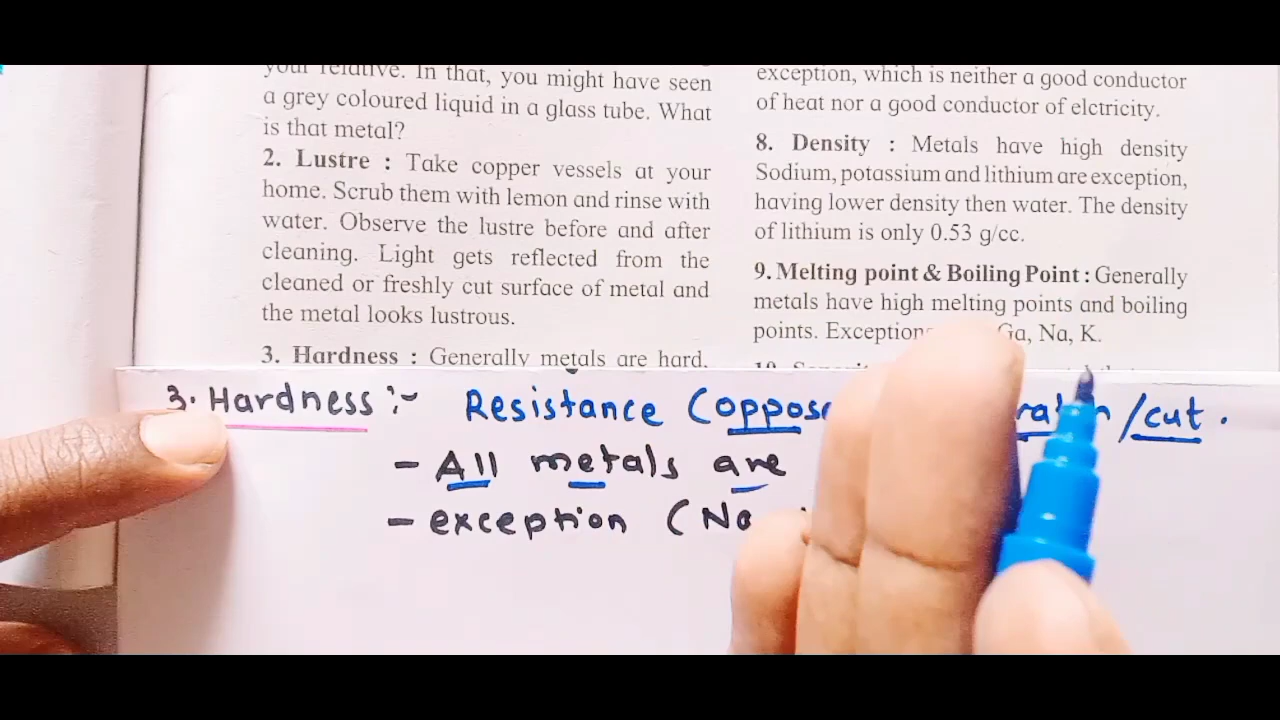 your relative. In that, you might have seen
a grey coloured liquid in a glass tube. What
is that metal?
2. Lustre : Take copper vessels at your
home. Scrub them with lemon and rinse with
water. Observe the lustre before and after
cleaning. Light gets reflected from the
cleaned or freshly cut surface of metal and
the metal looks lustrous.
3. Hardness : Generally metals are hard.
exception, which is neither a good conductor
of heat nor a good conductor of elctricity.
8. Density : Metals have high density
Sodium, potassium and lithium are exception,
having lower density then water. The density
of lithium is only 0.53 g/cc.
9. Melting point & Boiling Point : Generally
metals have high melting points and boiling
points. Ga, Na, K.
10.
3. Hardness :- Resistance (oppose /cut.
- All metals are
- exception (Na